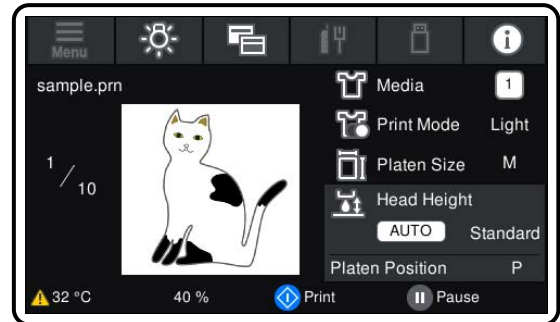 Menu
sample.prn
Media 1
Print Mode Light
1/10
Platen Size M
Head Height
AUTO Standard
Platen Position P
32 °C 40 % Print Pause